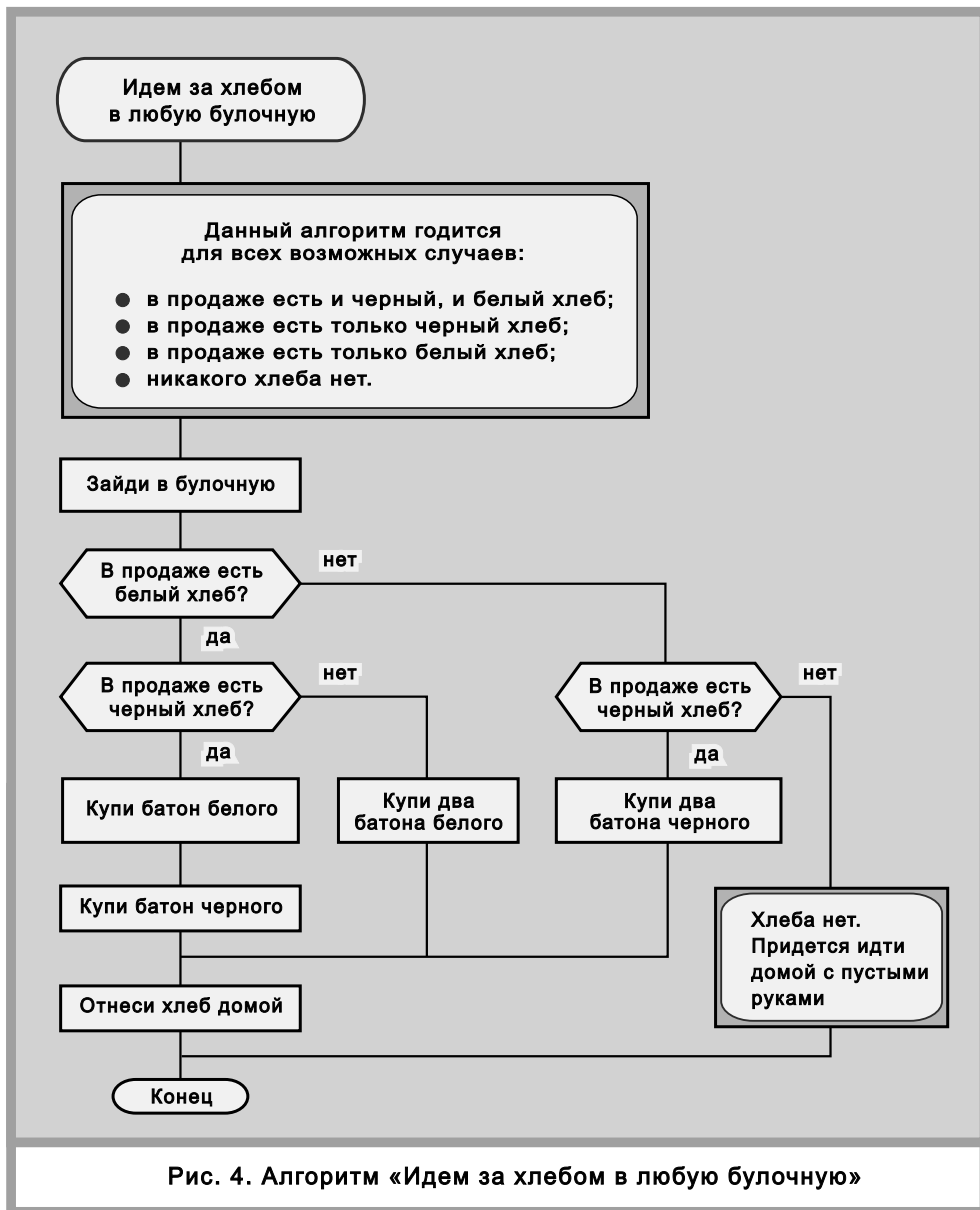 Идем за хлебом
в любую булочную
Данный алгоритм годится
для всех возможных случаев:
● в продаже есть и черный, и белый хлеб;
● в продаже есть только черный хлеб;
● в продаже есть только белый хлеб;
● никакого хлеба нет.
Зайди в булочную
В продаже есть
белый хлеб?
нет
да
В продаже есть
черный хлеб?
нет
да
В продаже есть
черный хлеб?
нет
да
Купи батон белого
Купи два
батона белого
Купи два
батона черного
Купи батон черного
Хлеба нет.
Придется идти
домой с пустыми
руками
Отнеси хлеб домой
Конец
Рис. 4. Алгоритм «Идем за хлебом в любую булочную»